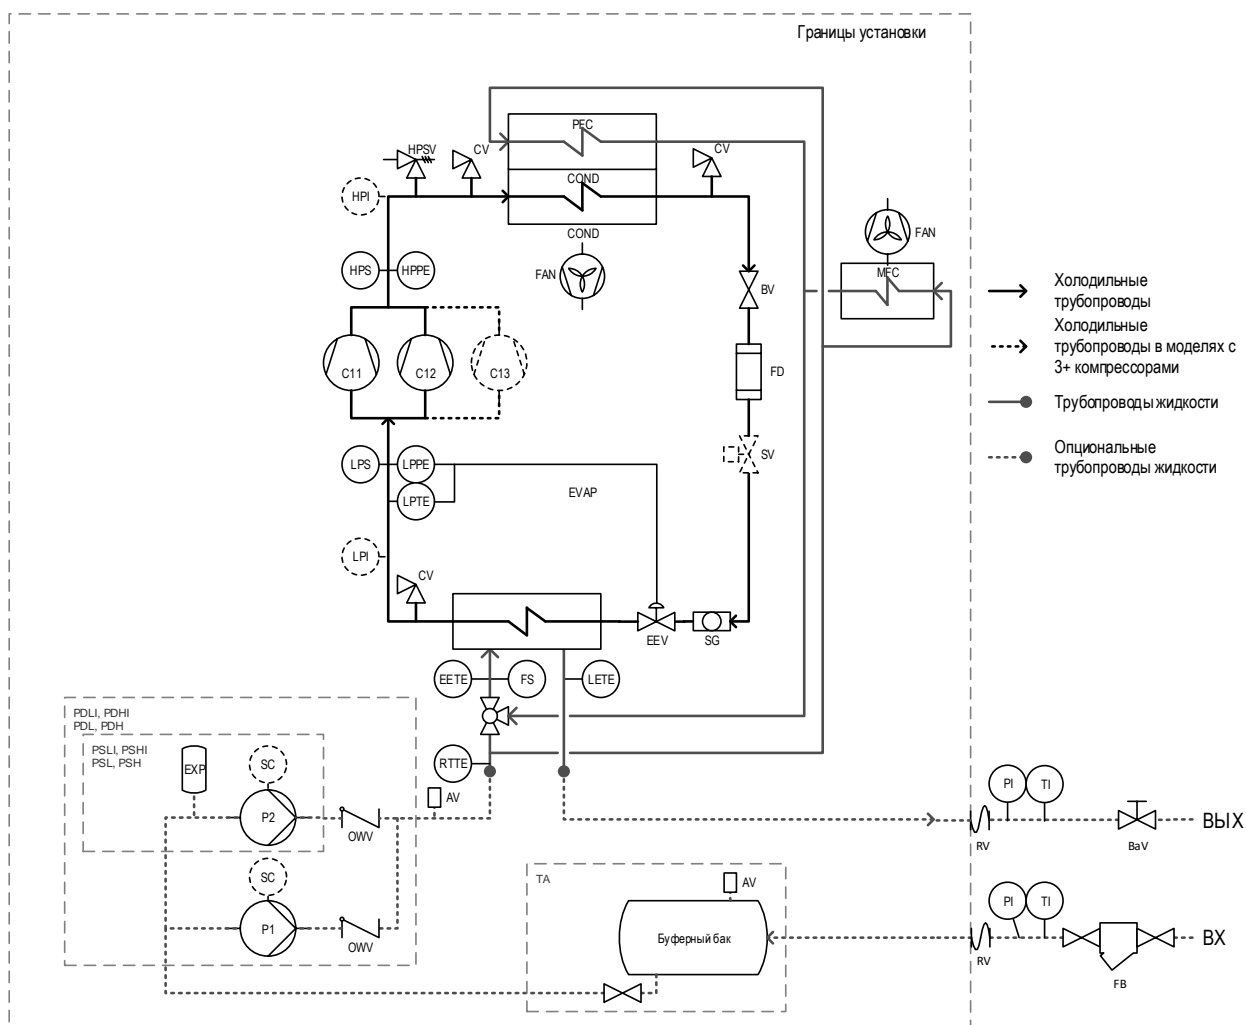 Границы установки
PFC
HPSV
CV
CV
HPI
COND
COND
FAN
FAN
HPS
HPPE
BV
MFC
Холодильные
трубопроводы
Холодильные
трубопроводы в моделях с
3+ компрессорами
C11
C12
C13
FD
Трубопроводы жидкости
LPS
LPPE
SV
Опциональные
трубопроводы жидкости
LPTE
EVAP
LPI
CV
EEV
SG
EETE
FS
LETE
PDLI, PDHI
PDL, PDH
PSLI, PSHI
PSL, PSH
EXP
SC
RTTE
AV
PI
TI
P2
OWV
RV
BaV
ВЫХ
SC
TA
AV
PI
TI
P1
OWV
Буферный бак
RV
FB
ВХ